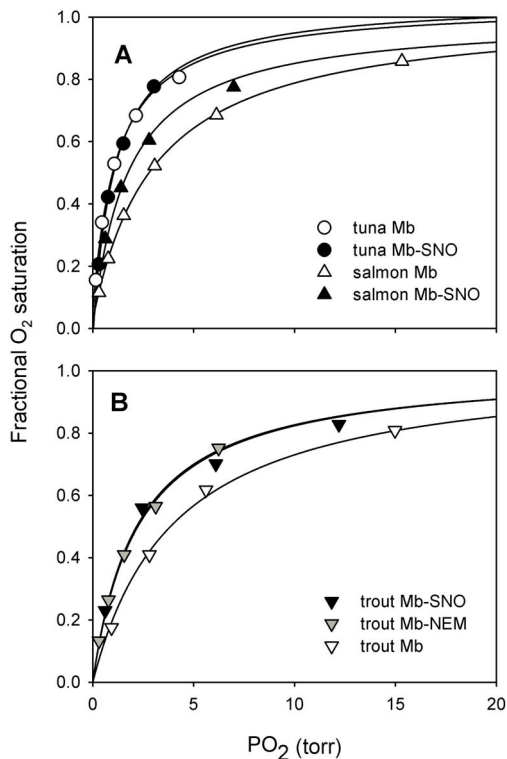 A
1.0
0.8
0.6
0.4
0.2
0.0
tuna Mb
tuna Mb-SNO
salmon Mb
salmon Mb-SNO
Fractional O2 saturation
B
1.0
0.8
0.6
0.4
0.2
0.0
trout Mb-SNO
trout Mb-NEM
trout Mb
0 5 10 15 20
PO2 (torr)